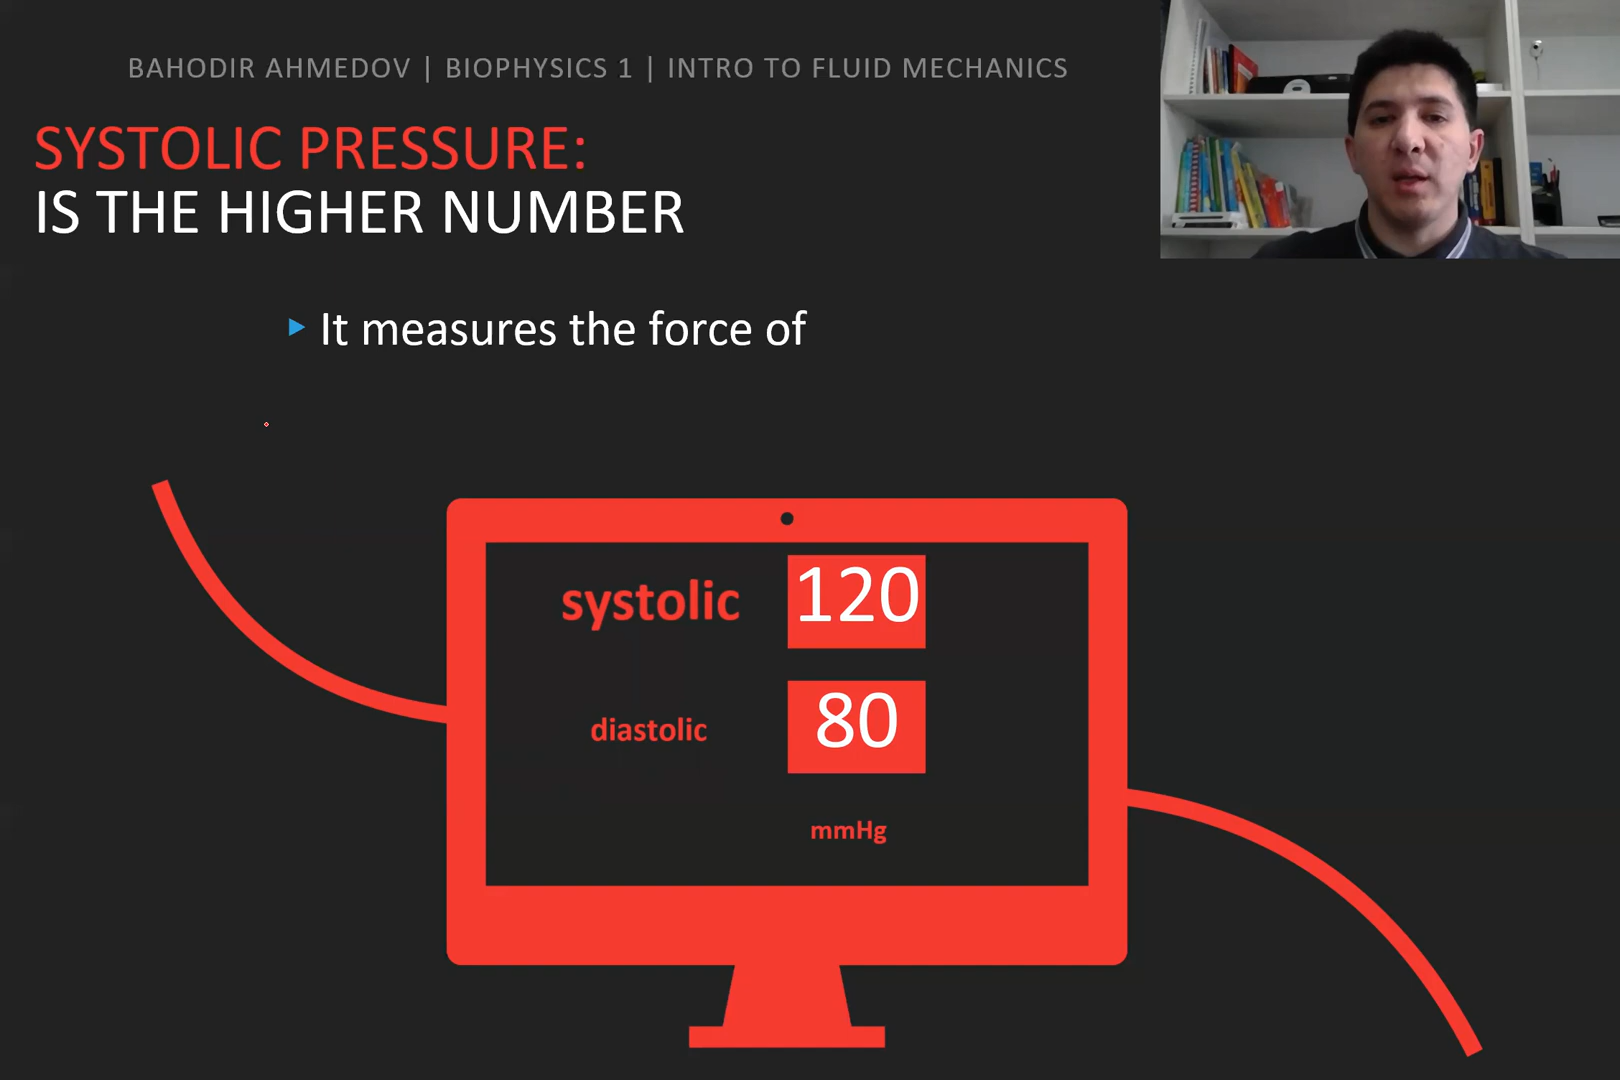 BAHODIR AHMEDOV | BIOPHYSICS 1 | INTRO TO FLUID MECHANICS
SYSTOLIC PRESSURE:
IS THE HIGHER NUMBER
It measures the force of
systolic 120
diastolic 80
mmHg